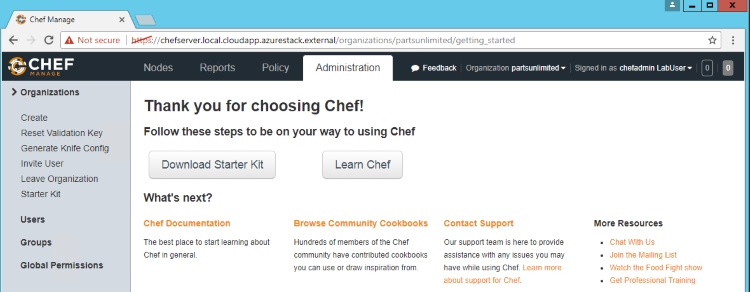 Chef Manage
Not secure https://chefserver.local.cloudapp.azurestack.external/organizations/partsunlimited/getting_started
CHEF
MANAGE
Nodes Reports Policy Administration Feedback Organization partsunlimited Signed in as chefadmin LabUser 0 0
Organizations
Create
Reset Validation Key
Generate Knife Config
Invite User
Leave Organization
Starter Kit
Users
Groups
Global Permissions
Thank you for choosing Chef!
Follow these steps to be on your way to using Chef
Download Starter Kit Learn Chef
What's next?
Chef Documentation
The best place to start learning about
Chef in general.
Browse Community Cookbooks
Hundreds of members of the Chef
community have contributed cookbooks
you can use or draw inspiration from.
Contact Support
Our support team is here to provide
assistance with any issues you may
have while using Chef. Learn more
about support for Chef.
More Resources
Chat With Us
Join the Mailing List
Watch the Food Fight show
Get Professional Training